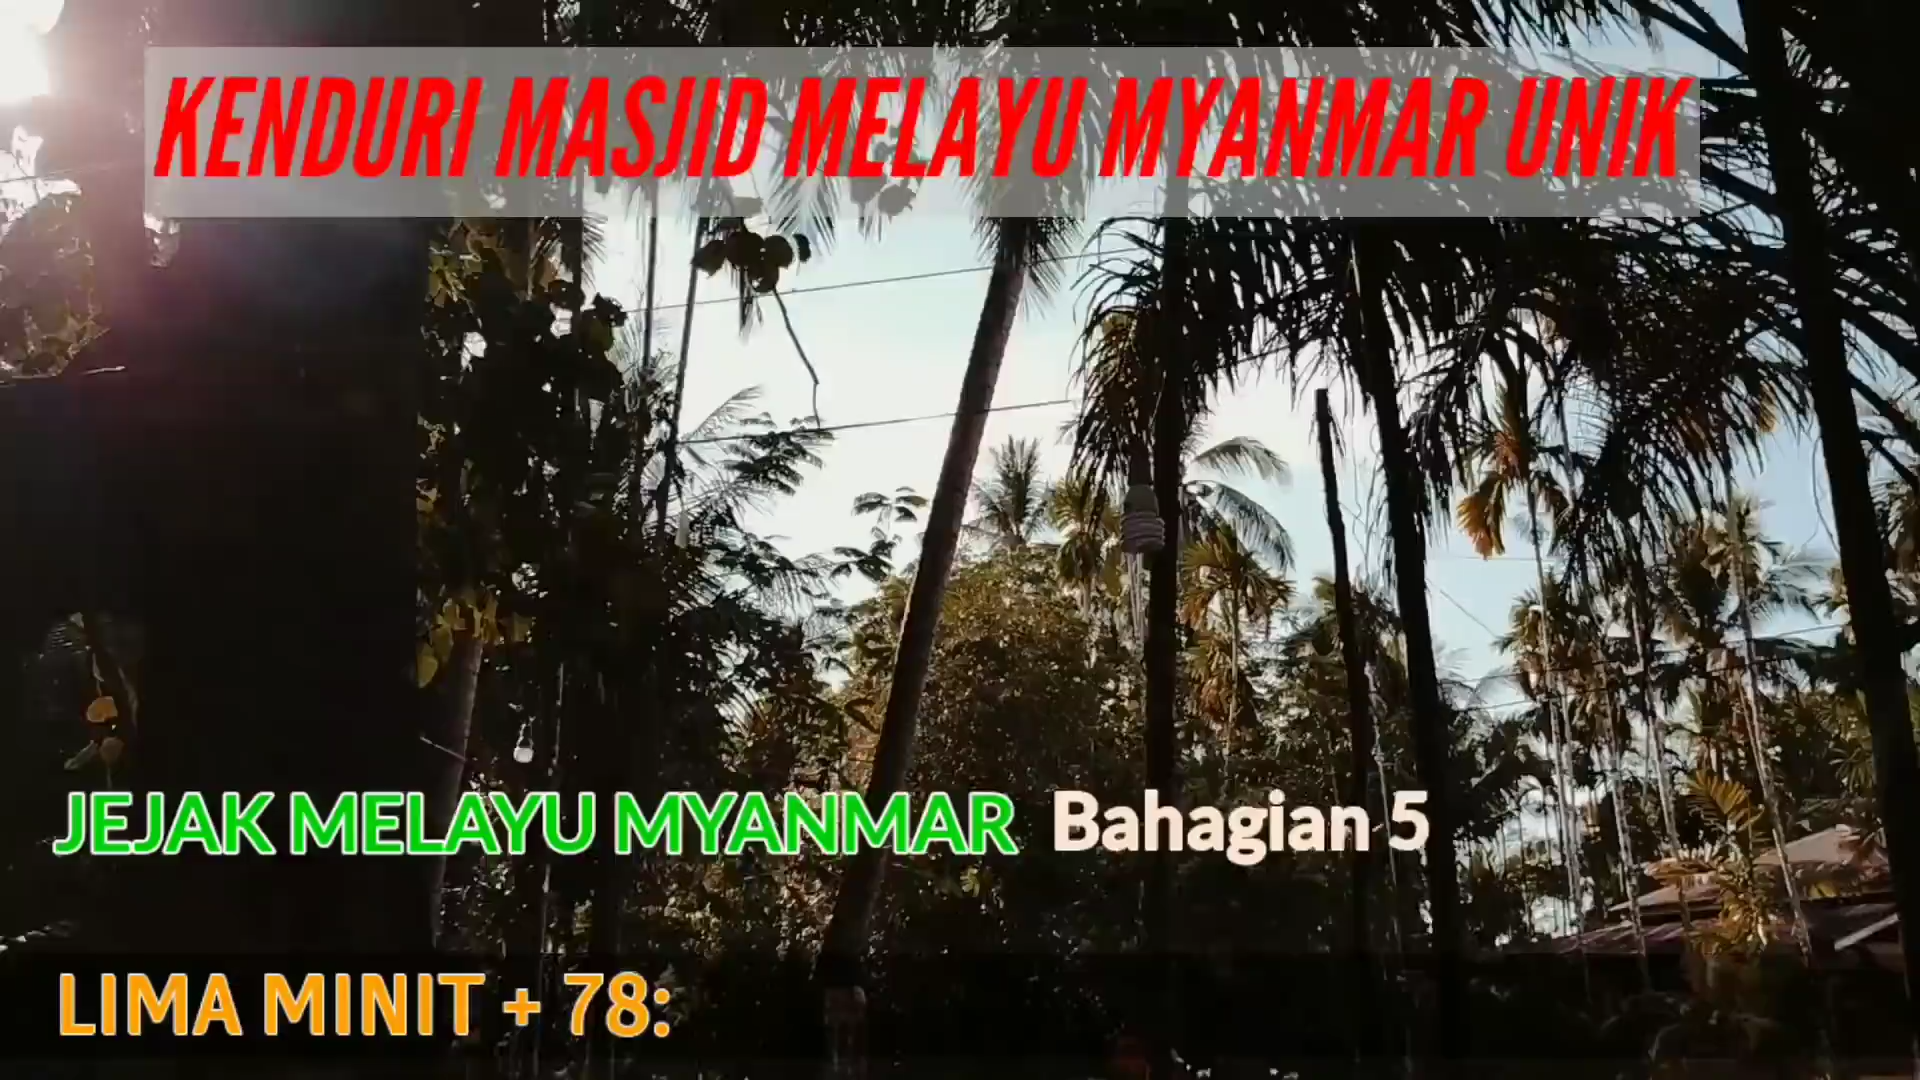 KENDURI MASJID MELAYU MYANMAR UNIK
JEJAK MELAYU MYANMAR Bahagian 5
LIMA MINIT + 78: